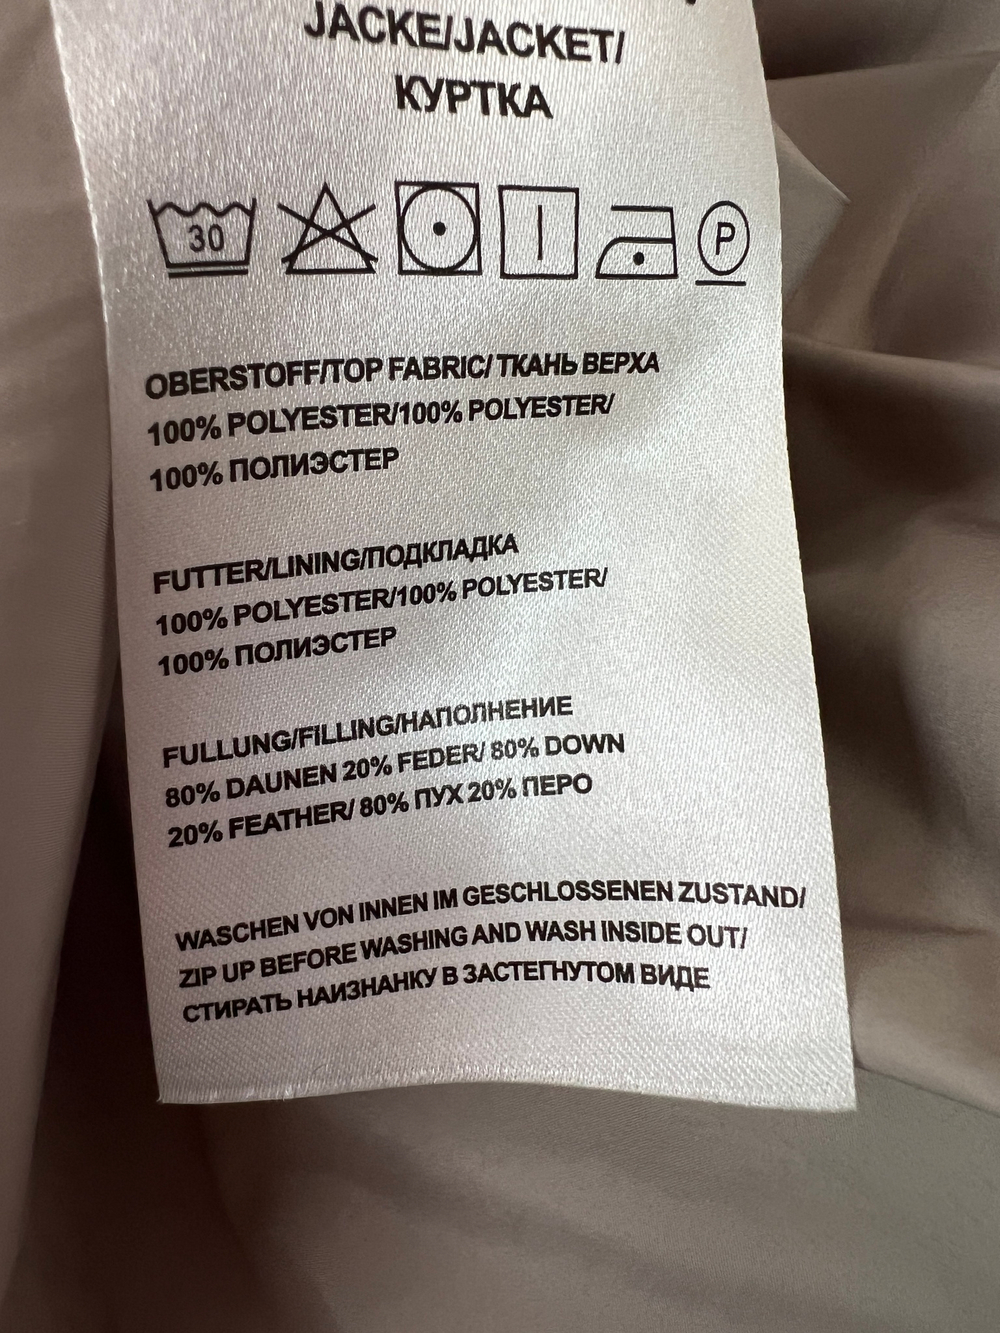 JACKE/JACKET/
КУРТКА
30 P
OBERSTOFF/TOP FABRIC/ ТКАНЬ ВЕРХА
100% POLYESTER/100% POLYESTER/
100% ПОЛИЭСТЕР
FUTTER/LINING/ПОДКЛАДКА
100% POLYESTER/100% POLYESTER/
100% ПОЛИЭСТЕР
FULLUNG/FILLING/НАПОЛНЕНИЕ
80% DAUNEN 20% FEDER/ 80% DOWN
20% FEATHER/ 80% ПУХ 20% ПЕРО
WASCHEN VON INNEN IM GESCHLOSSENEN ZUSTAND/
ZIP UP BEFORE WASHING AND WASH INSIDE OUT/
СТИРАТЬ НАИЗНАНКУ В ЗАСТЕГНУТОМ ВИДЕ